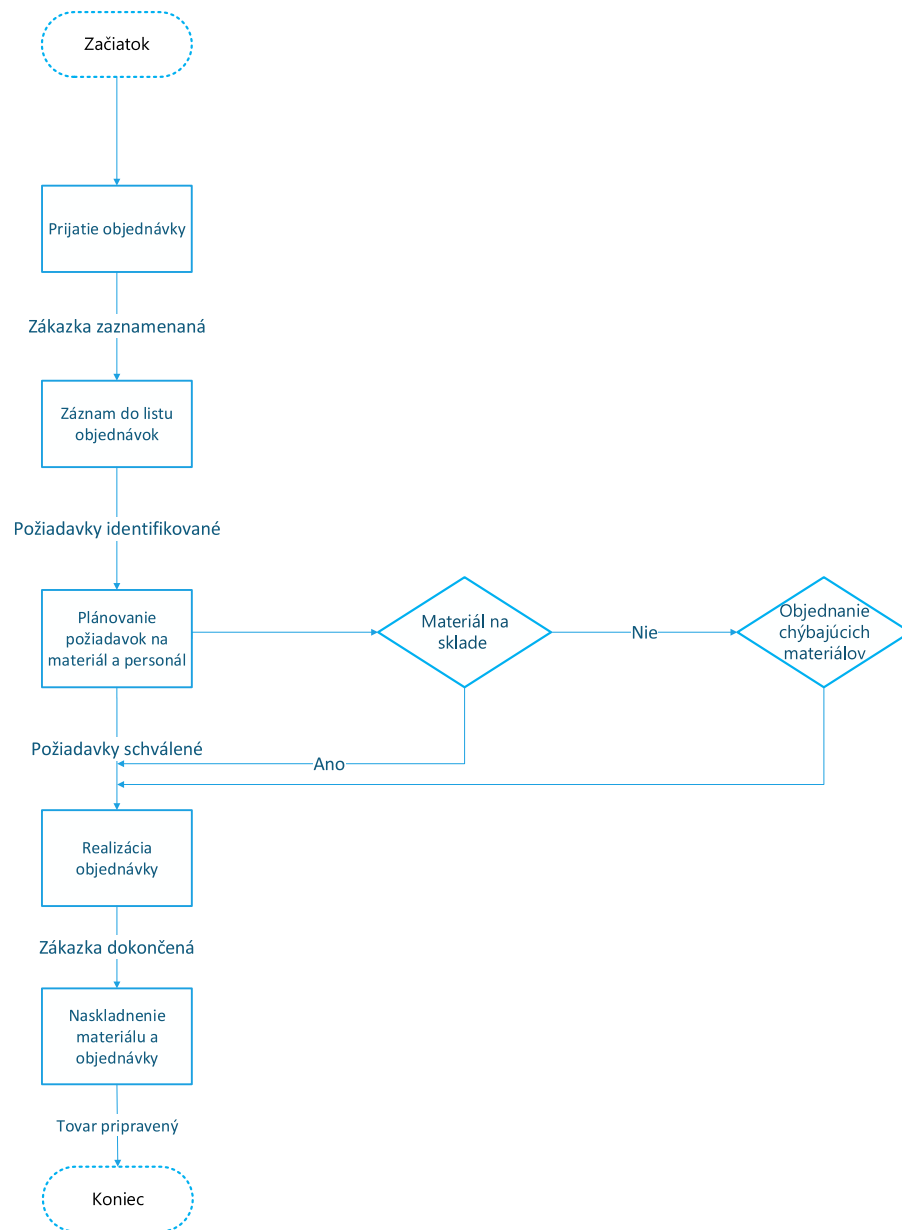 Začiatok
Prijatie objednávky
Zákazka zaznamenaná
Záznam do listu
objednávok
Požiadavky identifikované
Plánovanie
požiadavok na
materiál a personál
Materiál na
sklade
Nie
Objednanie
chýbajúcich
materiálov
Požiadavky schválené
Ano
Realizácia
objednávky
Zákazka dokončená
Naskladnenie
materiálu a
objednávky
Tovar pripravený
Koniec